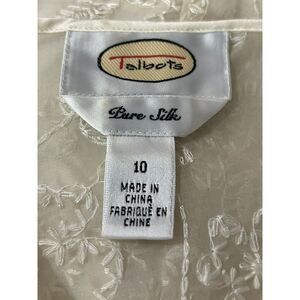 Talbots
Pure Silk
10
MADE IN
CHINA
FABRIQUÉ EN
CHINE